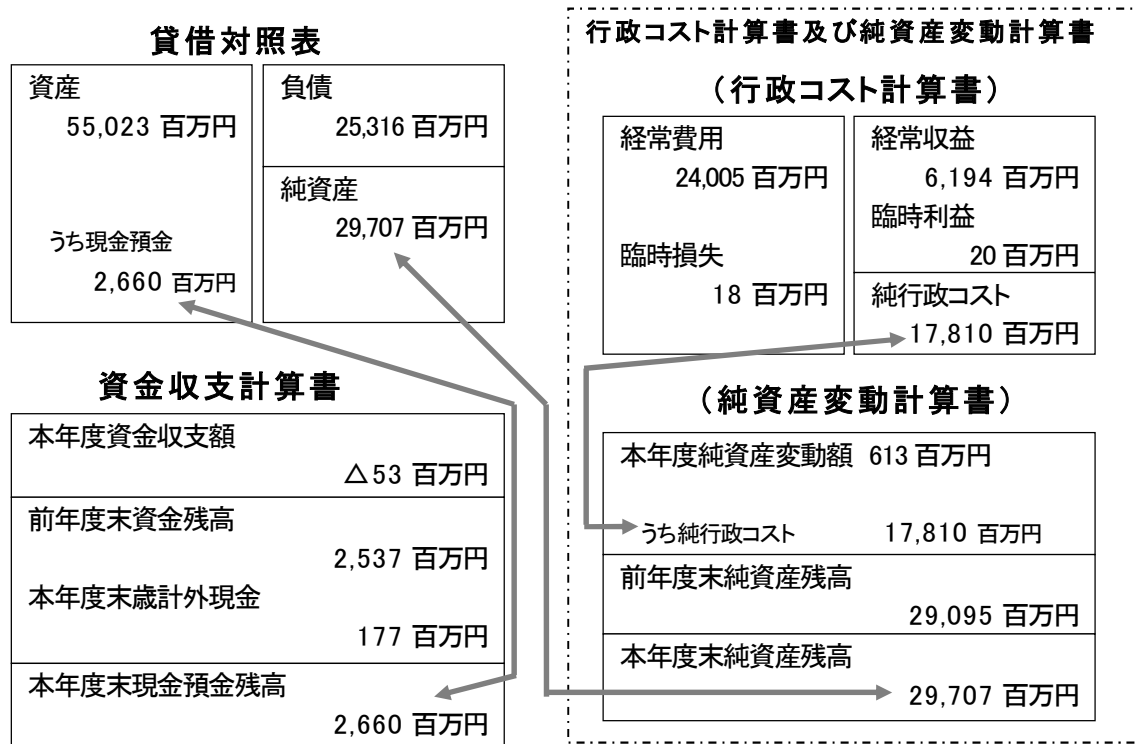 貸借対照表
資産
55,023 百万円
うち現金預金
2,660 百万円
負債
25,316 百万円
純資産
29,707 百万円
資金収支計算書
本年度資金収支額
△53 百万円
前年度末資金残高
2,537 百万円
本年度末歳計外現金
177 百万円
本年度末現金預金残高
2,660 百万円
行政コスト計算書及び純資産変動計算書
（行政コスト計算書）
経常費用
24,005 百万円
臨時損失
18 百万円
経常収益
6,194 百万円
臨時利益
20 百万円
純行政コスト
17,810 百万円
（純資産変動計算書）
本年度純資産変動額 613 百万円
うち純行政コスト 17,810 百万円
前年度末純資産残高
29,095 百万円
本年度末純資産残高
29,707 百万円